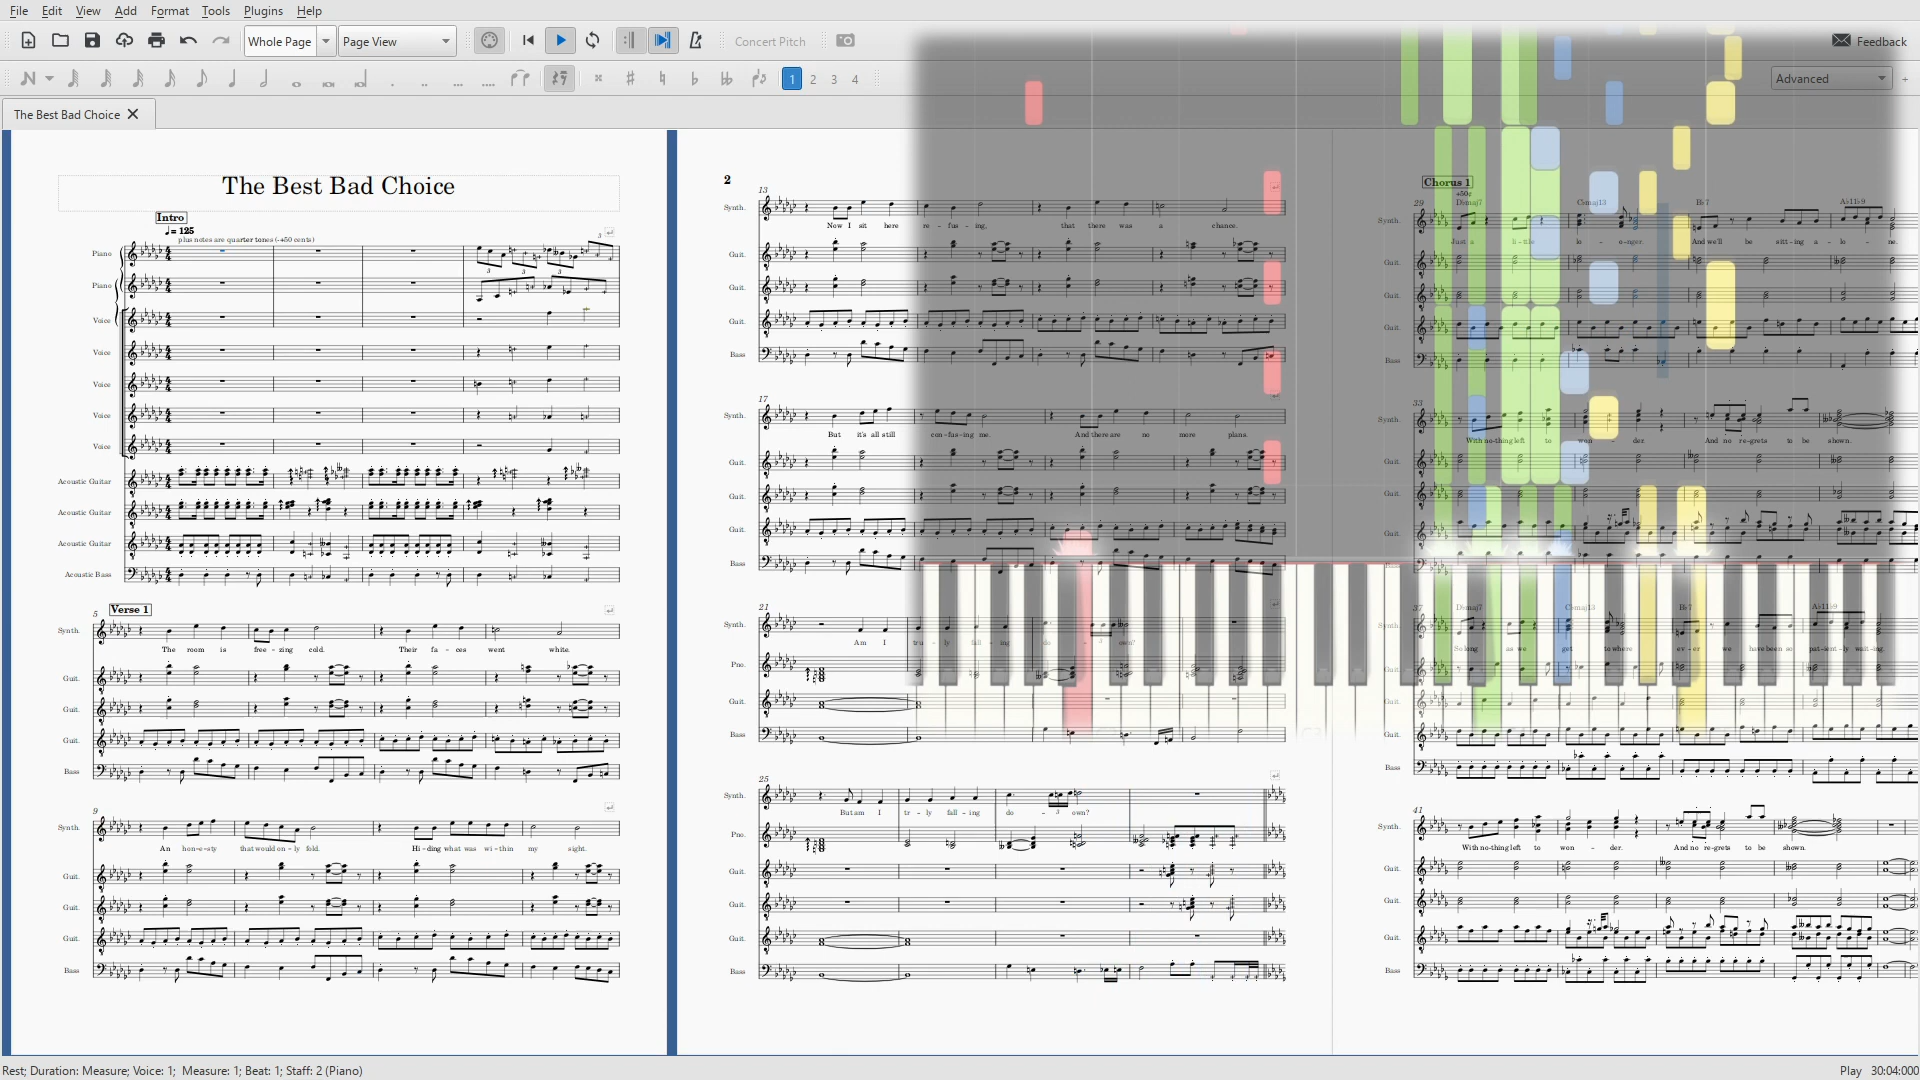 File Edit View Add Format Tools Plugins Help
Whole Page Page View Concert Pitch Feedback
1 2 3 4 Advanced
The Best Bad Choice
The Best Bad Choice
Intro
= 125
plus notes are quarter tones (-+50 cents)
Piano
Piano
Voice
Voice
Voice
Voice
Voice
Acoustic Guitar
Acoustic Guitar
Acoustic Guitar
Acoustic Bass
5
Verse 1
Synth.
The room is free- zing cold. Their fa- ces went white.
Guit.
Guit.
Guit.
Bass
9
Synth.
An hon-e-sty that would on-ly fold. Hi-ding what was wi-thin my sight.
Guit.
Guit.
Guit.
Bass
2
13
Synth.
Now I sit here re-fus-ing, that there was a chance.
Guit.
Guit.
Guit.
Bass
17
Synth.
But it's all still con-fus-ing me. And there are no more plans.
Guit.
Guit.
Guit.
Bass
21
Synth.
Am I tru-ly fall-ing do own?
Pno.
Guit.
Bass
25
Synth.
But am I tr-ly fall-ing do - own?
Pno.
Guit.
Guit.
Guit.
Bass
Chorus 1
29
Synth.
Just a lit-tle lo-o-nger. And we'll be sitt-ing a-lo-ne.
Guit.
Guit.
Guit.
Bass
33
Synth.
With no-thing left to won-der. And no re-grets to be shown.
Guit.
Guit.
Guit.
37
Synth.
So long as we get to where ev-er we have been so pat-ient-ly wait-ing.
Guit.
Guit.
Guit.
Bass
41
Synth.
With no-thing left to won-der. And no re-grets to be shown.
Guit.
Guit.
Guit.
Bass
Rest; Duration: Measure; Voice: 1; Measure: 1; Beat: 1; Staff: 2 (Piano) Play 30:04:000